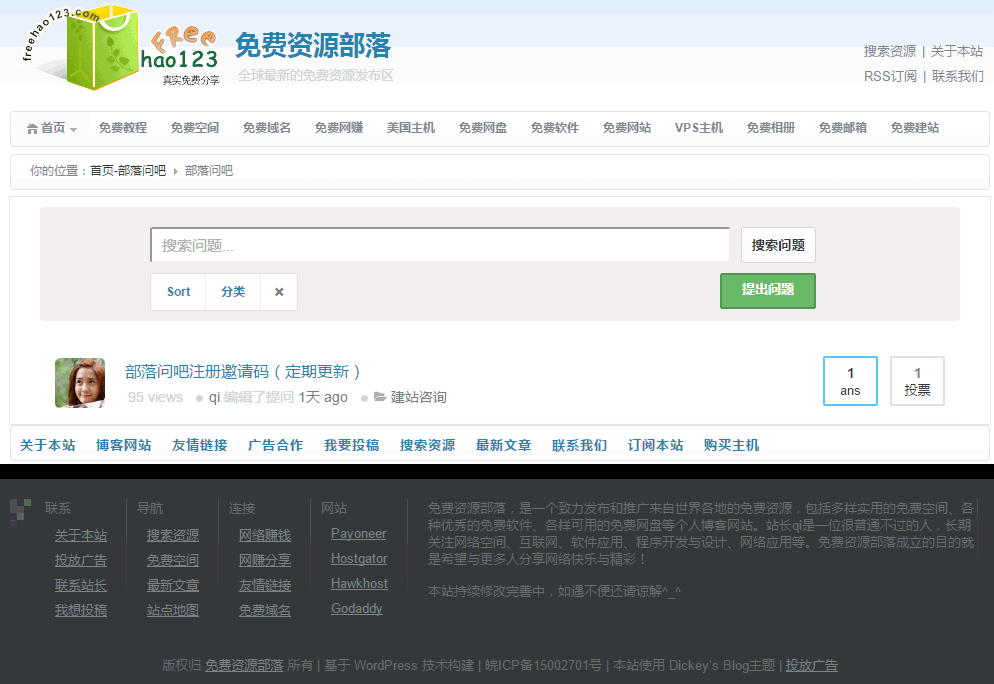 freehao123.com
FREE
hao123
真实免费分享
免费资源部落
全球最新的免费资源发布区
搜索资源 | 关于本站
RSS订阅 | 联系我们
首页 免费教程 免费空间 免费域名 免费网赚 美国主机 免费网盘 免费软件 免费网站 VPS主机 免费相册 免费邮箱 免费建站
你的位置：首页-部落问吧 部落问吧
搜索问题...
搜索问题
Sort 分类 ×
提出问题
部落问吧注册邀请码（定期更新）
95 views qi 编辑了提问 1天 ago 建站咨询
1
ans
1
投票
关于本站 博客网站 友情链接 广告合作 我要投稿 搜索资源 最新文章 联系我们 订阅本站 购买主机
联系
关于本站
投放广告
联系站长
我想投稿
导航
搜索资源
免费空间
最新文章
站点地图
连接
网络赚钱
网赚分享
友情链接
免费域名
网站
Payoneer
Hostgator
Hawkhost
Godaddy
免费资源部落，是一个致力发布和推广来自世界各地的免费资源，包括多样实用的免费空间、各
种优秀的免费软件、各样可用的免费网盘等个人博客网站。站长qi是一位很普通不过的人，长期
关注网络空间、互联网、软件应用、程序开发与设计、网络应用等。免费资源部落成立的目的就
是希望与更多人分享网络快乐与精彩！
本站持续修改完善中，如遇不便还请谅解^_^
版权归 免费资源部落 所有 | 基于 WordPress 技术构建 | 皖ICP备15002701号 | 本站使用 Dickey's Blog主题 | 投放广告